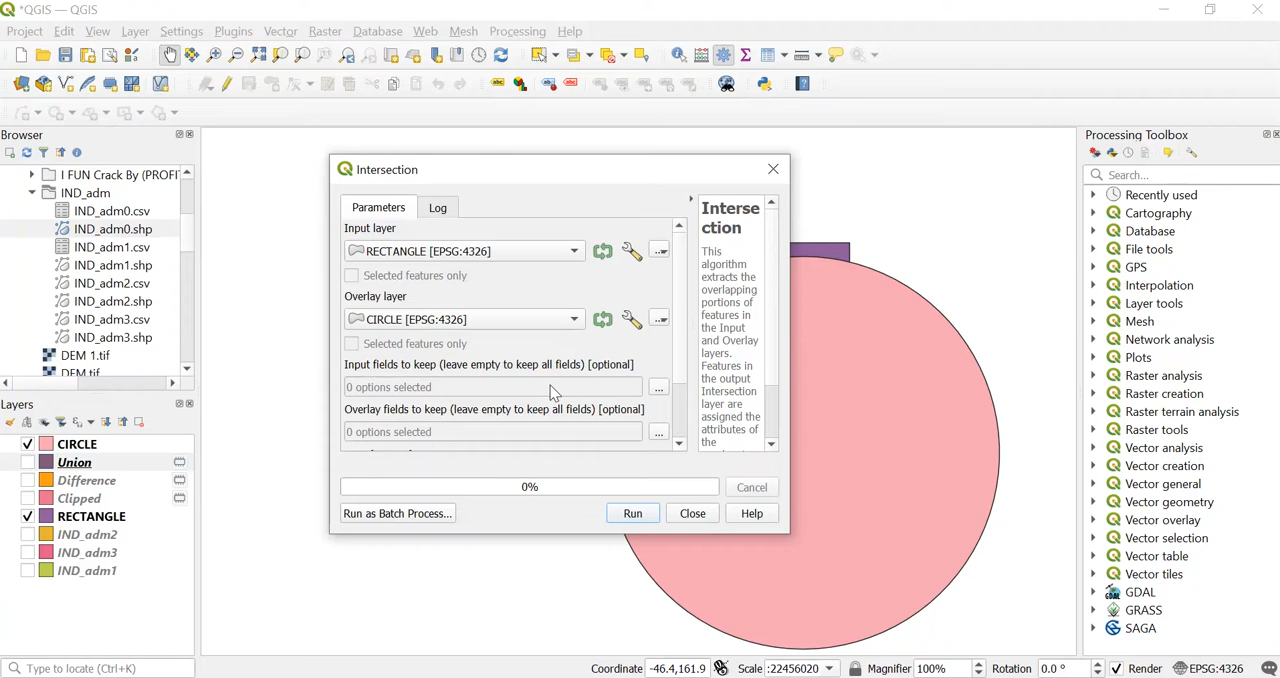 *QGIS — QGIS
Project Edit View Layer Settings Plugins Vector Raster Database Web Mesh Processing Help
Browser
I FUN Crack By (PROFI
IND_adm
IND_adm0.csv
IND_adm0.shp
IND_adm1.csv
IND_adm1.shp
IND_adm2.csv
IND_adm2.shp
IND_adm3.csv
IND_adm3.shp
DEM 1.tif
DEM.tif
Layers
CIRCLE
Union
Difference
Clipped
RECTANGLE
IND_adm2
IND_adm3
IND_adm1
Intersection
Parameters Log
Input layer
RECTANGLE [EPSG:4326]
Selected features only
Overlay layer
CIRCLE [EPSG:4326]
Selected features only
Input fields to keep (leave empty to keep all fields) [optional]
0 options selected
...
Overlay fields to keep (leave empty to keep all fields) [optional]
0 options selected
...
Interse
ction
This
algorithm
extracts the
overlapping
portions of
features in
the Input
and Overlay
layers.
Features in
the output
Intersection
layer are
assigned the
attributes of
the
0%
Cancel
Run as Batch Process...
Run
Close
Help
Processing Toolbox
Search...
Recently used
Cartography
Database
File tools
GPS
Interpolation
Layer tools
Mesh
Network analysis
Plots
Raster analysis
Raster creation
Raster terrain analysis
Raster tools
Vector analysis
Vector creation
Vector general
Vector geometry
Vector overlay
Vector selection
Vector table
Vector tiles
GDAL
GRASS
SAGA
Type to locate (Ctrl+K)
Coordinate -46.4,161.9 Scale :22456020 Magnifier 100% Rotation 0.0 ° Render EPSG:4326